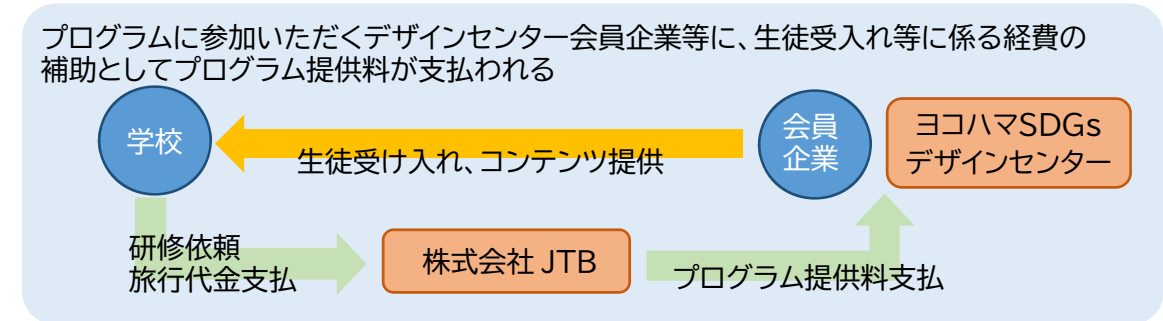 プログラムに参加いただくデザインセンター会員企業等に、生徒受入れ等に係る経費の
補助としてプログラム提供料が支払われる
学校
生徒受け入れ、コンテンツ提供
会員
企業
ヨコハマSDGs
デザインセンター
研修依頼
旅行代金支払
株式会社 JTB
プログラム提供料支払